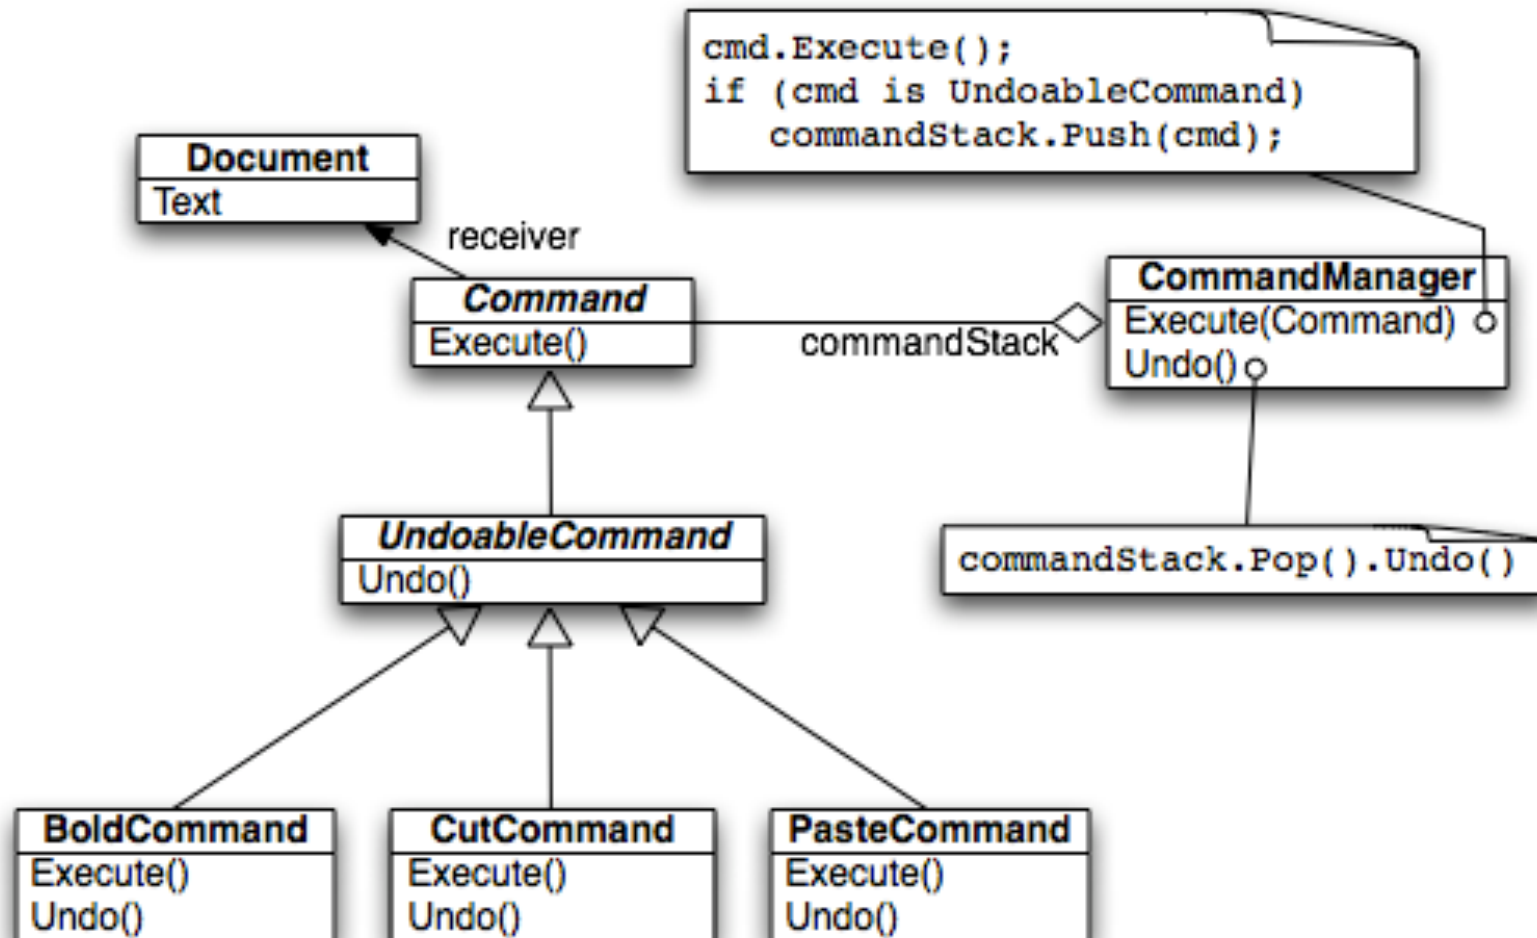 cmd.Execute();
if (cmd is UndoableCommand)
commandStack.Push(cmd);
Document
Text
receiver
Command
Execute()
commandStack
CommandManager
Execute(Command)
Undo()
UndoableCommand
Undo()
commandStack.Pop().Undo()
BoldCommand
Execute()
Undo()
CutCommand
Execute()
Undo()
PasteCommand
Execute()
Undo()